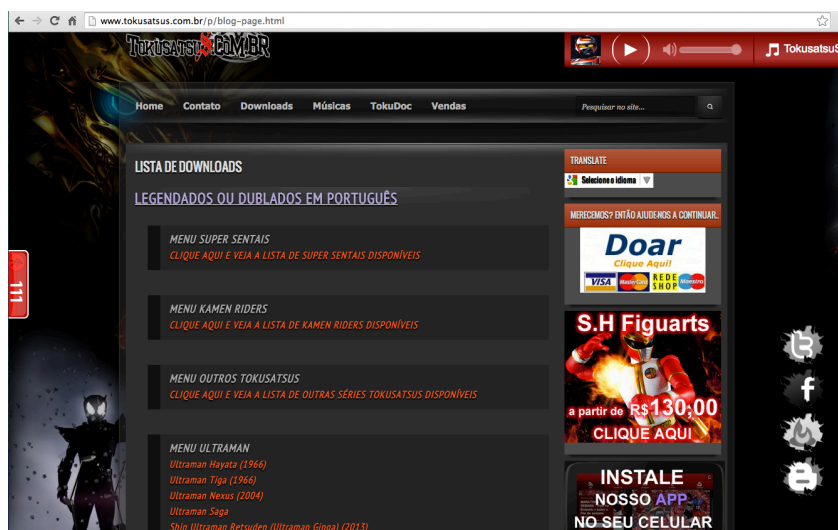 www.tokusatsus.com.br/p/blog-page.html
TOKUSATSUS.COM.BR
TokusatsuS
Home Contato Downloads Músicas TokuDoc Vendas
Pesquisar no site...
LISTA DE DOWNLOADS
LEGENDADOS OU DUBLADOS EM PORTUGUÊS
MENU SUPER SENTAIS
CLIQUE AQUI E VEJA A LISTA DE SUPER SENTAIS DISPONÍVEIS
MENU KAMEN RIDERS
CLIQUE AQUI E VEJA A LISTA DE KAMEN RIDERS DISPONÍVEIS
MENU OUTROS TOKUSATSUS
CLIQUE AQUI E VEJA A LISTA DE OUTRAS SÉRIES TOKUSATSUS DISPONÍVEIS
MENU ULTRAMAN
Ultraman Hayata (1966)
Ultraman Tiga (1966)
Ultraman Nexus (2004)
Ultraman Saga
Shin Ultraman Retsuden (Ultraman Ginga) (2013)
TRANSLATE
Selecione o idioma
MERECEMOS? ENTÃO AJUDE-NOS A CONTINUAR.
Doar
Clique Aqui!
VISA MasterCard REDE SHOP Maestro
S.H Figuarts
a partir de R$130,00
CLIQUE AQUI
INSTALE
NOSSO APP
NO SEU CELULAR
111